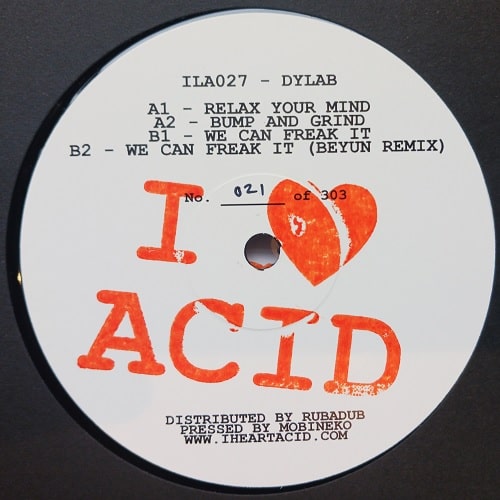 ILA027 - DYLAB
A1 - RELAX YOUR MIND
A2 - BUMP AND GRIND
B1 - WE CAN FREAK IT
B2 - WE CAN FREAK IT (BEYUN REMIX)
No. 021 of 303
I
ACID
DISTRIBUTED BY RUBADUB
PRESSED BY MOBINEKO
WWW.IHEARTACID.COM